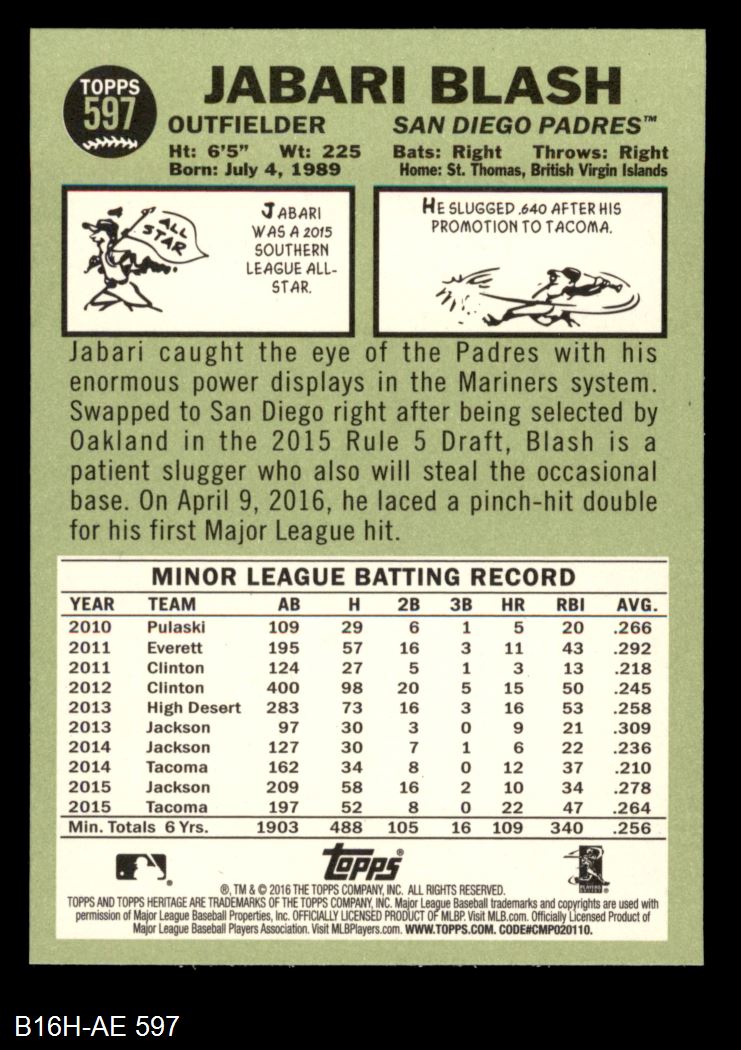 TOPPS
597
JABARI BLASH
OUTFIELDER SAN DIEGO PADRES™
Ht: 6'5" Wt: 225 Bats: Right Throws: Right
Born: July 4, 1989 Home: St. Thomas, British Virgin Islands
ALL
STAR
JABARI
WAS A 2015
SOUTHERN
LEAGUE ALL-
STAR.
HE SLUGGED .640 AFTER HIS
PROMOTION TO TACOMA.
Jabari caught the eye of the Padres with his
enormous power displays in the Mariners system.
Swapped to San Diego right after being selected by
Oakland in the 2015 Rule 5 Draft, Blash is a
patient slugger who also will steal the occasional
base. On April 9, 2016, he laced a pinch-hit double
for his first Major League hit.
MINOR LEAGUE BATTING RECORD
YEAR TEAM AB H 2B 3B HR RBI AVG.
2010 Pulaski 109 29 6 1 5 20 .266
2011 Everett 195 57 16 3 11 43 .292
2011 Clinton 124 27 5 1 3 13 .218
2012 Clinton 400 98 20 5 15 50 .245
2013 High Desert 283 73 16 3 16 53 .258
2013 Jackson 97 30 3 0 9 21 .309
2014 Jackson 127 30 7 1 6 22 .236
2014 Tacoma 162 34 8 0 12 37 .210
2015 Jackson 209 58 16 2 10 34 .278
2015 Tacoma 197 52 8 0 22 47 .264
Min. Totals 6 Yrs. 1903 488 105 16 109 340 .256
Topps®
®, TM & © 2016 THE TOPPS COMPANY, INC. ALL RIGHTS RESERVED.
TOPPS AND TOPPS HERITAGE ARE TRADEMARKS OF THE TOPPS COMPANY, INC. Major League Baseball trademarks and copyrights are used with
permission of Major League Baseball Properties, Inc. OFFICIALLY LICENSED PRODUCT OF MLBP. Visit MLB.com. Officially Licensed Product of
Major League Baseball Players Association. Visit MLBPlayers.com. WWW.TOPPS.COM. CODE#CMP020110.
B16H-AE 597